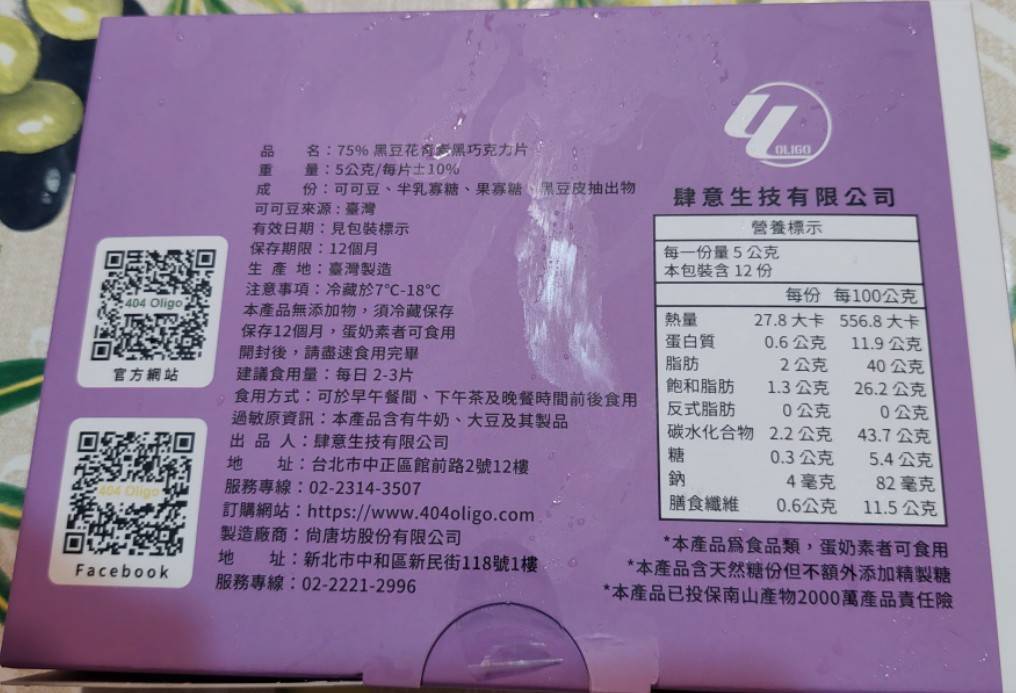 OLIGO
肆意生技有限公司
品 名：75% 黑豆花青素黑巧克力片
重 量：5公克/每片±10%
成 份：可可豆、半乳寡糖、果寡糖、黑豆皮抽出物
可可豆來源：臺灣
有效日期：見包裝標示
保存期限：12個月
生 產 地：臺灣製造
注意事項：冷藏於7°C-18°C
本產品無添加物，須冷藏保存
保存12個月，蛋奶素者可食用
開封後，請盡速食用完畢
建議食用量：每日 2-3片
食用方式：可於早午餐間、下午茶及晚餐時間前後食用
過敏原資訊：本產品含有牛奶、大豆及其製品
出 品 人：肆意生技有限公司
地 址：台北市中正區館前路2號12樓
服務專線：02-2314-3507
訂購網站：https://www.404oligo.com
製造廠商：尚唐坊股份有限公司
地 址：新北市中和區新民街118號1樓
服務專線：02-2221-2996
404 Oligo
官方網站
404 Oligo
Facebook
營養標示
每一份量 5 公克
本包裝含 12 份
每份 每100公克
熱量 27.8 大卡 556.8 大卡
蛋白質 0.6 公克 11.9 公克
脂肪 2 公克 40 公克
飽和脂肪 1.3 公克 26.2 公克
反式脂肪 0 公克 0 公克
碳水化合物 2.2 公克 43.7 公克
糖 0.3 公克 5.4 公克
鈉 4 毫克 82 毫克
膳食纖維 0.6公克 11.5 公克
*本產品爲食品類，蛋奶素者可食用
*本產品含天然糖份但不額外添加精製糖
*本產品已投保南山產物2000萬產品責任險